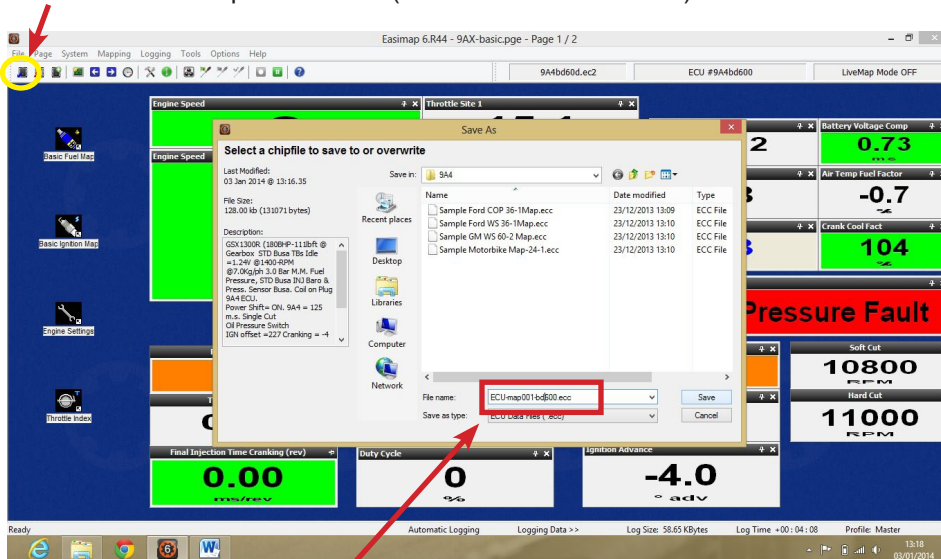 Easimap 6.R44 - 9AX-basic.pge - Page 1 / 2
File Page System Mapping Logging Tools Options Help
9A4bd60d.ec2 ECU #9A4bd600 LiveMap Mode OFF
Engine Speed
Throttle Site 1
Basic Fuel Map
Engine Speed
Basic Ignition Map
Engine Settings
Throttle Index
Save As
Select a chipfile to save to or overwrite
Last Modified:
03 Jan 2014 @ 13:16.35
File Size:
128.00 kb (131071 bytes)
Description:
GSX1300R (180BHP-111lbft @
Gearbox STD Busa TBs Idle
=1.24V @1400-RPM
@7.0Kg/ph 3.0 Bar M.M. Fuel
Pressure, STD Busa INJ Baro &
Press. Sensor Busa. Coil on Plug
9A4 ECU.
Power Shift= ON. 9A4 = 125
m.s. Single Cut
Oil Pressure Switch
IGN offset =227 Cranking = -4
Save in: 9A4
Recent places
Desktop
Libraries
Computer
Network
Name Date modified Type
Sample Ford COP 36-1Map.ecc 23/12/2013 13:09 ECC File
Sample Ford WS 36-1Map.ecc 23/12/2013 13:10 ECC File
Sample GM WS 60-2 Map.ecc 23/12/2013 13:10 ECC File
Sample Motorbike Map-24-1.ecc 23/12/2013 13:10 ECC File
File name: ECU-map001-bd600.ecc Save
Save as type: ECU Data Files (*.ecc) Cancel
2
Battery Voltage Comp
0.73
ms
Air Temp Fuel Factor
-0.7
%
Crank Cool Fact
104
%
Pressure Fault
Soft Cut
10800
RPM
Hard Cut
11000
RPM
Final Injection Time Cranking (rev)
0.00
ms/rev
Duty Cycle
0
%
Ignition Advance
-4.0
° adv
Ready Automatic Logging Logging Data >> Log Size: 58.65 KBytes Log Time +00 : 04 : 08 Profile: Master
13:18
03/01/2014